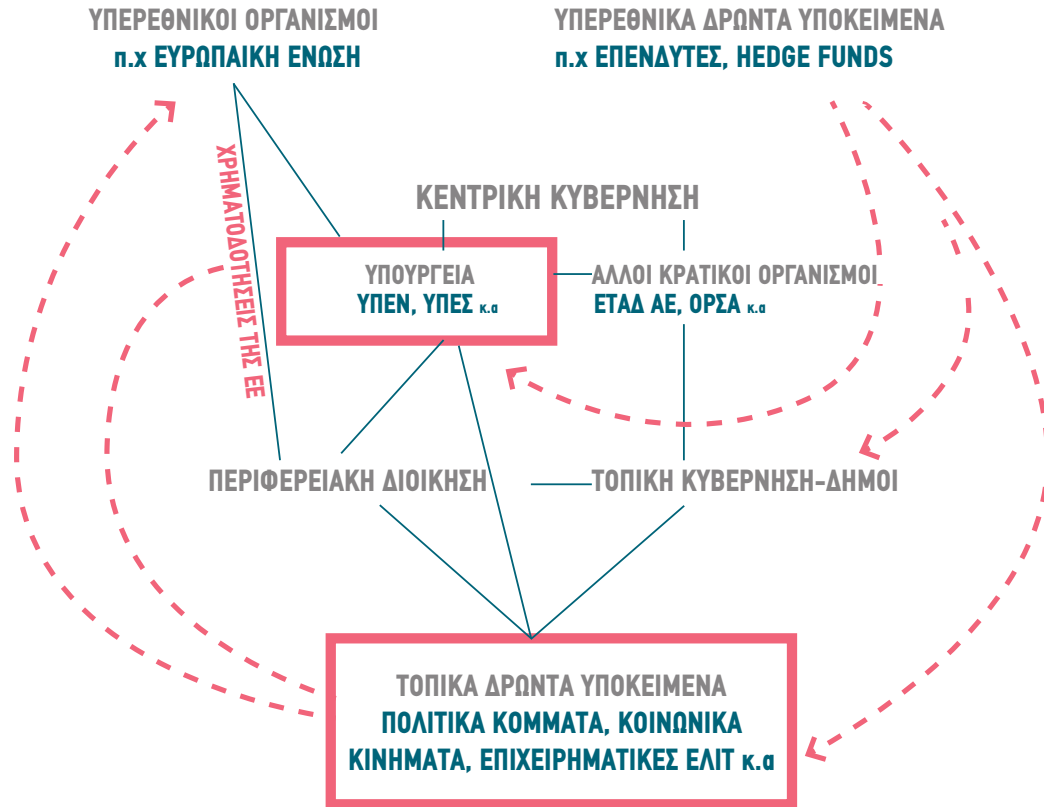 ΥΠΕΡΕΘΝΙΚΟΙ ΟΡΓΑΝΙΣΜΟΙ
π.χ ΕΥΡΩΠΑΙΚΗ ΕΝΩΣΗ
ΥΠΕΡΕΘΝΙΚΑ ΔΡΩΝΤΑ ΥΠΟΚΕΙΜΕΝΑ
π.χ ΕΠΕΝΔΥΤΕΣ, HEDGE FUNDS
ΧΡΗΜΑΤΟΔΟΤΗΣΕΙΣ ΤΗΣ ΕΕ
ΚΕΝΤΡΙΚΗ ΚΥΒΕΡΝΗΣΗ
ΥΠΟΥΡΓΕΙΑ
ΥΠΕΝ, ΥΠΕΣ κ.α
ΑΛΛΟΙ ΚΡΑΤΙΚΟΙ ΟΡΓΑΝΙΣΜΟΙ
ΕΤΑΔ ΑΕ, ΟΡΣΑ κ.α
ΠΕΡΙΦΕΡΕΙΑΚΗ ΔΙΟΙΚΗΣΗ
ΤΟΠΙΚΗ ΚΥΒΕΡΝΗΣΗ-ΔΗΜΟΙ
ΤΟΠΙΚΑ ΔΡΩΝΤΑ ΥΠΟΚΕΙΜΕΝΑ
ΠΟΛΙΤΙΚΑ ΚΟΜΜΑΤΑ, ΚΟΙΝΩΝΙΚΑ
ΚΙΝΗΜΑΤΑ, ΕΠΙΧΕΙΡΗΜΑΤΙΚΕΣ ΕΛΙΤ κ.α